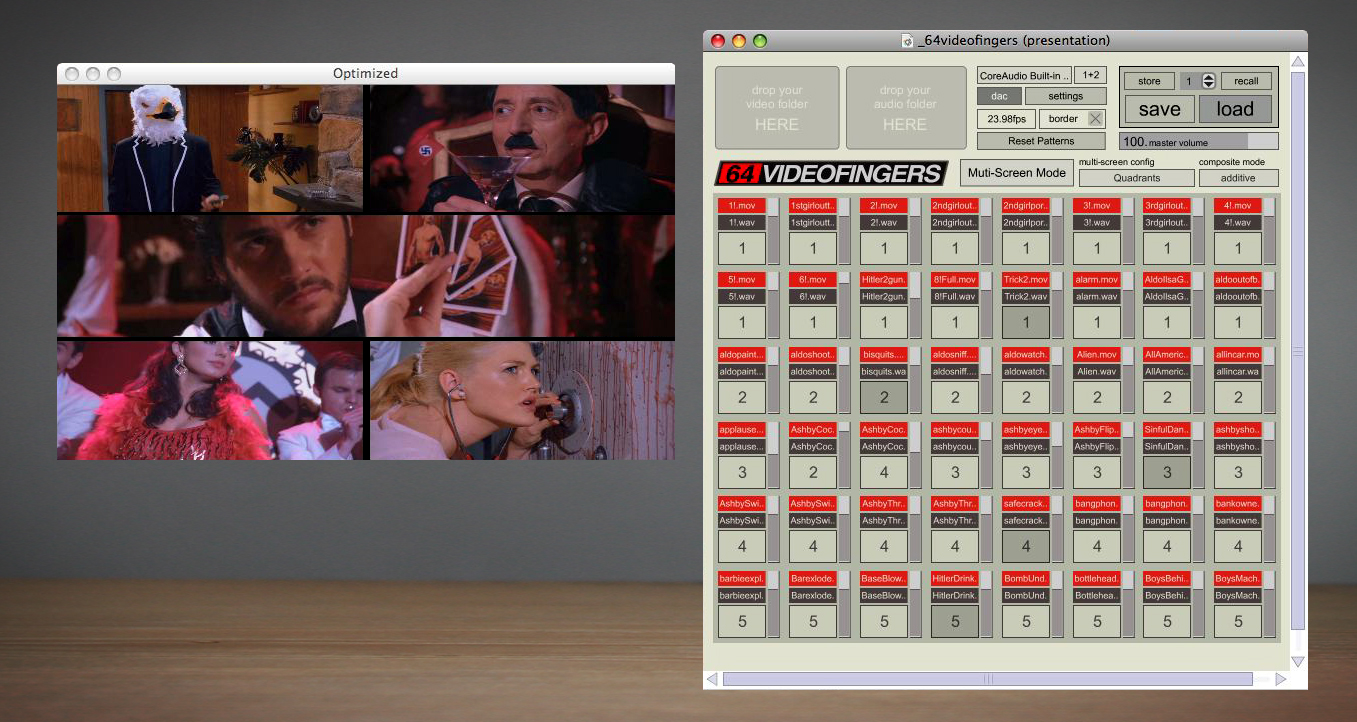 Optimized
_64videofingers (presentation)
drop your
video folder
HERE
drop your
audio folder
HERE
CoreAudio Built-in .. 1+2
dac settings
23.98fps border
Reset Patterns
store 1 recall
save load
100. master volume
64 VIDEOFINGERS
Muti-Screen Mode
multi-screen config
Quadrants
composite mode
additive
1!.mov 1stgirloutt.. 2!.mov 2ndgirlout.. 2ndgirlpor.. 3!.mov 3rdgirlout.. 4!.mov
1!.wav 1stgirloutt.. 2!.wav 2ndgirlout.. 2ndgirlpor.. 3!.wav 3rdgirlout.. 4!.wav
1 1 1 1 1 1 1 1
5!.mov 6!.mov Hitler2gun. 8!Full.mov Trick2.mov alarm.mov AldoIlsaG.. aldooutofb.
5!.wav 6!.wav Hitler2gun. 8!Full.wav Trick2.wav alarm.wav AldoIlsaG.. aldooutofb.
1 1 1 1 1 1 1 1
aldopaint... aldoshoot.. bisquits.... aldosniff.... aldowatch. Alien.mov AllAmeric.. allincar.mo
aldopaint... aldoshoot.. bisquits.wa aldosniff.... aldowatch. Alien.wav AllAmeric.. allincar.wa
2 2 2 2 2 2 2 2
applause... AshbyCoc. AshbyCoc. ashbycou.. ashbyeye.. AshbyFlip.. SinfulDan.. ashbysho..
applause... AshbyCoc. AshbyCoc. ashbycou.. ashbyeye.. AshbyFlip.. SinfulDan.. ashbysho..
3 2 4 3 3 3 3 3
AshbySwi.. AshbySwi.. AshbyThr.. AshbyThr.. safecrack.. bangphon. bangphon. bankowne.
AshbySwi.. AshbySwi.. AshbyThr.. AshbyThr.. safecrack.. bangphon. bangphon. bankowne.
4 4 4 4 4 4 4 4
barbieexpl. Barexlode. BaseBlow.. HitlerDrink. BombUnd. bottlehead. BoysBehi.. BoysMach.
barbieexpl. Barexlode. BaseBlow.. HitlerDrink. BombUnd. Bottlehea.. BoysBehi.. BoysMach.
5 5 5 5 5 5 5 5